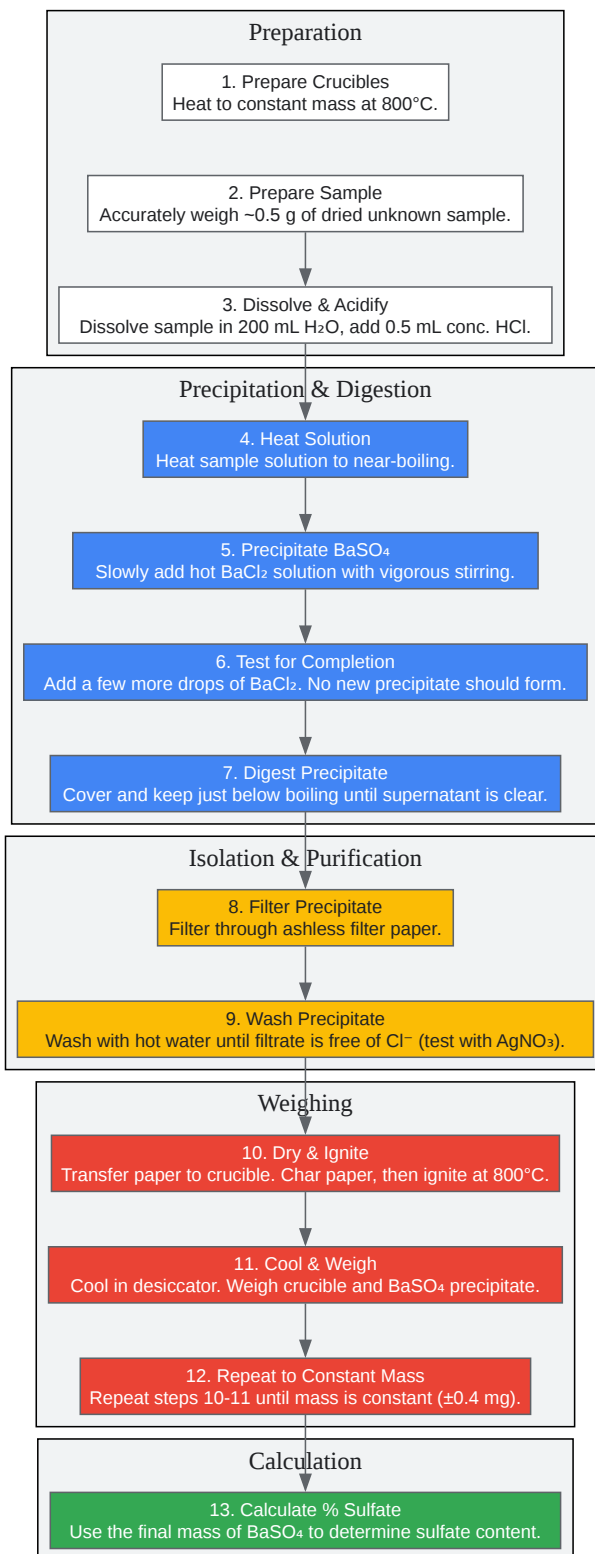 Preparation
1. Prepare Crucibles
Heat to constant mass at 800°C.
2. Prepare Sample
Accurately weigh ~0.5 g of dried unknown sample.
3. Dissolve & Acidify
Dissolve sample in 200 mL H₂O, add 0.5 mL conc. HCl.
Precipitation & Digestion
4. Heat Solution
Heat sample solution to near-boiling.
5. Precipitate BaSO₄
Slowly add hot BaCl₂ solution with vigorous stirring.
6. Test for Completion
Add a few more drops of BaCl₂. No new precipitate should form.
7. Digest Precipitate
Cover and keep just below boiling until supernatant is clear.
Isolation & Purification
8. Filter Precipitate
Filter through ashless filter paper.
9. Wash Precipitate
Wash with hot water until filtrate is free of Cl⁻ (test with AgNO₃).
Weighing
10. Dry & Ignite
Transfer paper to crucible. Char paper, then ignite at 800°C.
11. Cool & Weigh
Cool in desiccator. Weigh crucible and BaSO₄ precipitate.
12. Repeat to Constant Mass
Repeat steps 10-11 until mass is constant (±0.4 mg).
Calculation
13. Calculate % Sulfate
Use the final mass of BaSO₄ to determine sulfate content.